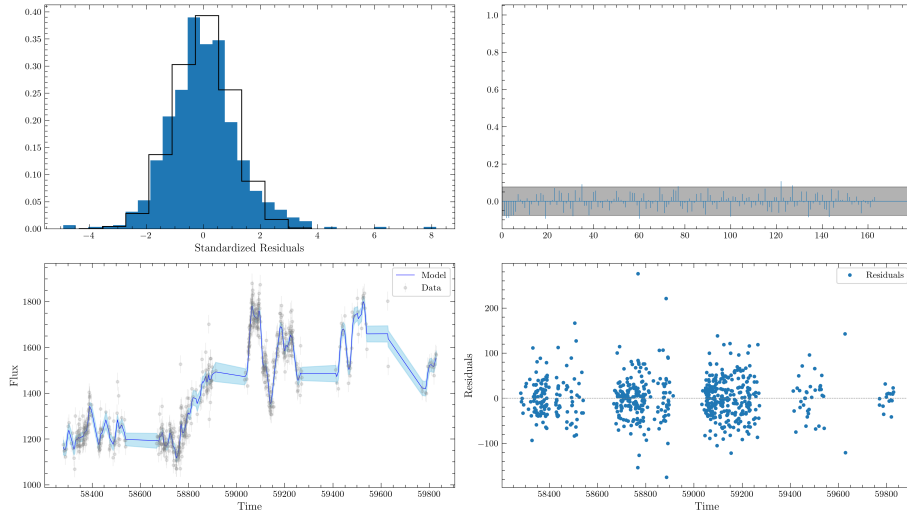 0.40
0.35
0.30
0.25
0.20
0.15
0.10
0.05
0.00
−4 −2 0 2 4 6 8
Standardized Residuals
1.0
0.8
0.6
0.4
0.2
0.0
0 20 40 60 80 100 120 140 160
1800
1600
1400
1200
1000
Flux
58400 58600 58800 59000 59200 59400 59600 59800
Time
Model
Data
200
100
0
−100
Residuals
58400 58600 58800 59000 59200 59400 59600 59800
Time
Residuals